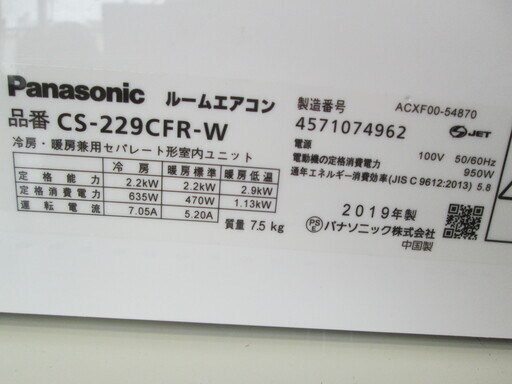 Panasonic ルームエアコン
品番 CS-229CFR-W
冷房・暖房兼用セパレート形室内ユニット
冷房 暖房標準 暖房低温
定格能力 2.2kW 2.2kW 2.9kW
定格消費電力 635W 470W 1.13kW
運転電流 7.05A 5.20A
質量 7.5 kg
製造番号 ACXF00-54870
4571074962 JET
電源 100V 50/60Hz
電動機の定格消費電力 950W
通年エネルギー消費効率(JIS C 9612:2013) 5.8
2019年製
PS E パナソニック株式会社
中国製